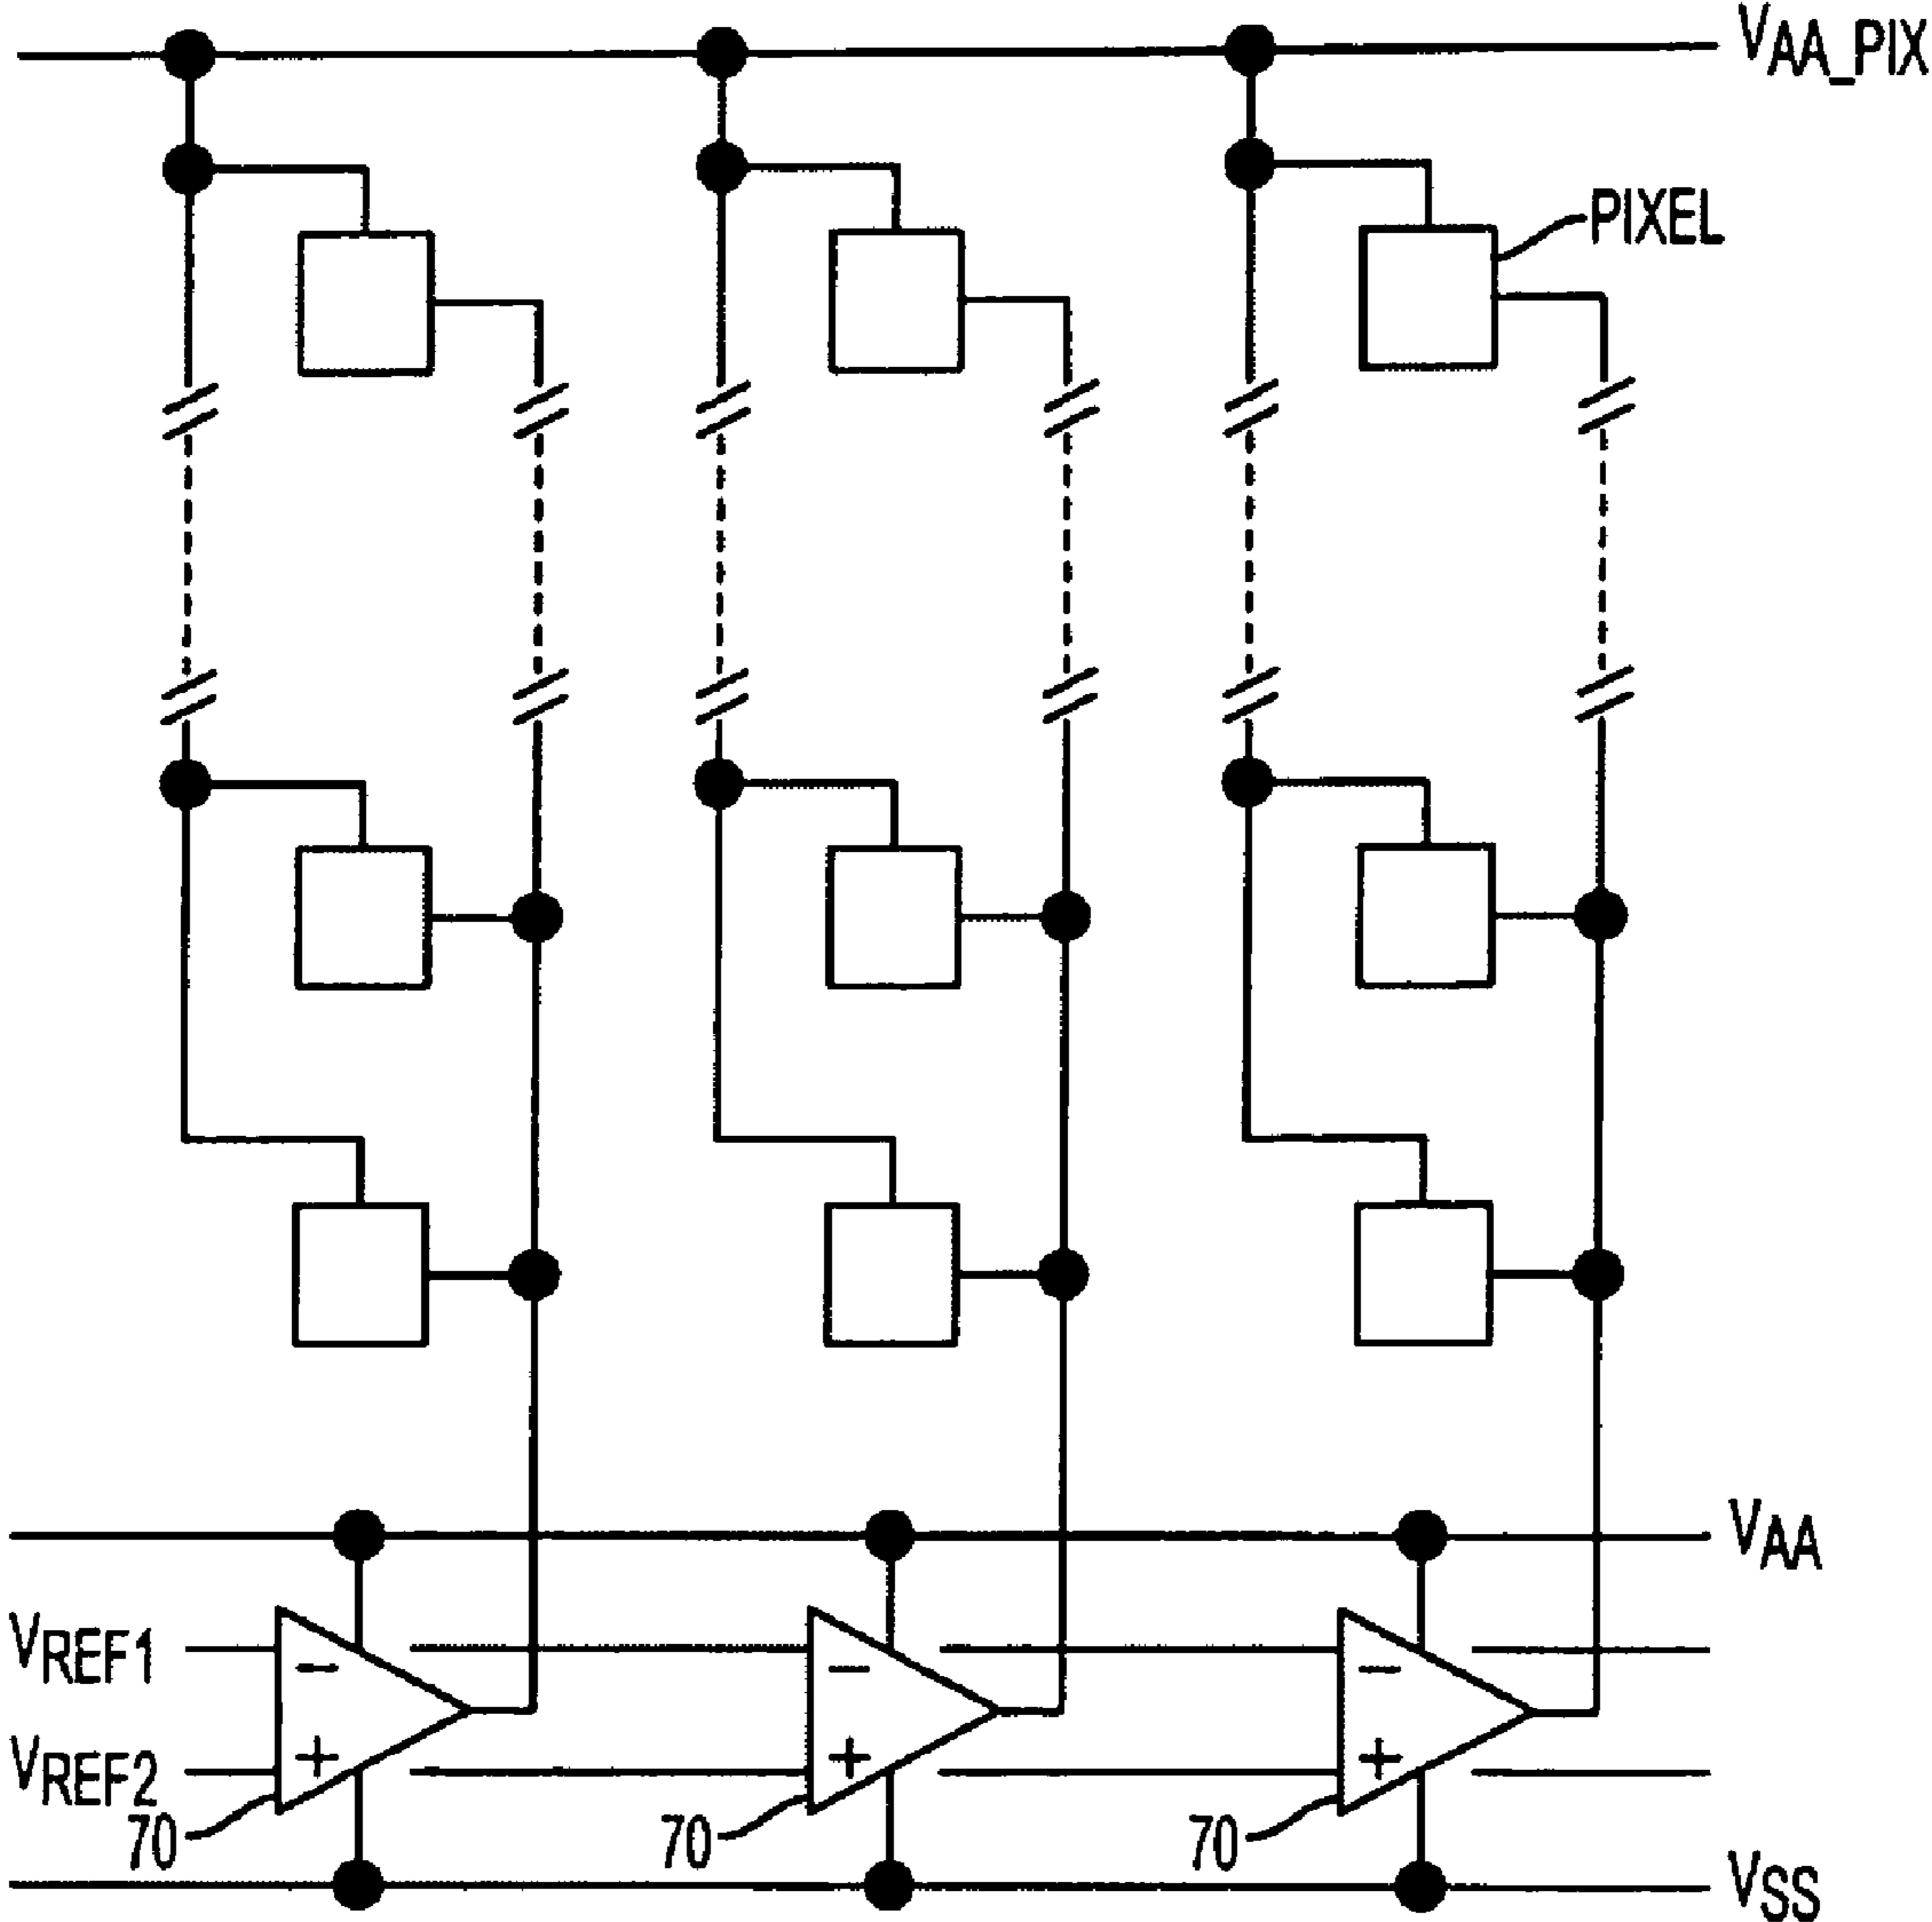 VAA_PIX
PIXEL
VAA
VREF1
−
−
−
VREF2
+
+
+
70
70
70
VSS